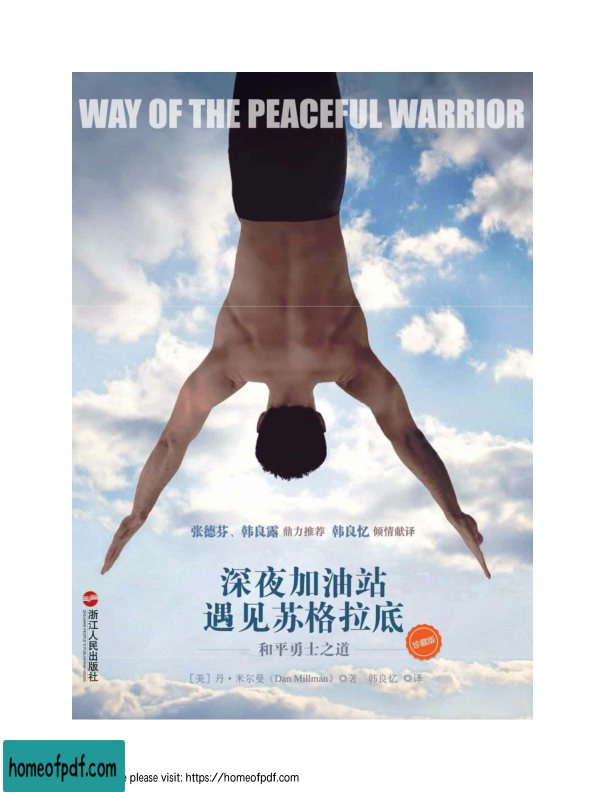 WAY OF THE PEACEFUL WARRIOR
张德芬、韩良露 鼎力推荐 韩良忆 倾情献译
深夜加油站
遇见苏格拉底
珍藏版
和平勇士之道
[美] 丹·米尔曼 (Dan Millman) ◎著 韩良忆 ◎译
浙江人民出版社
homeofpdf.com
e please visit: https://homeofpdf.com